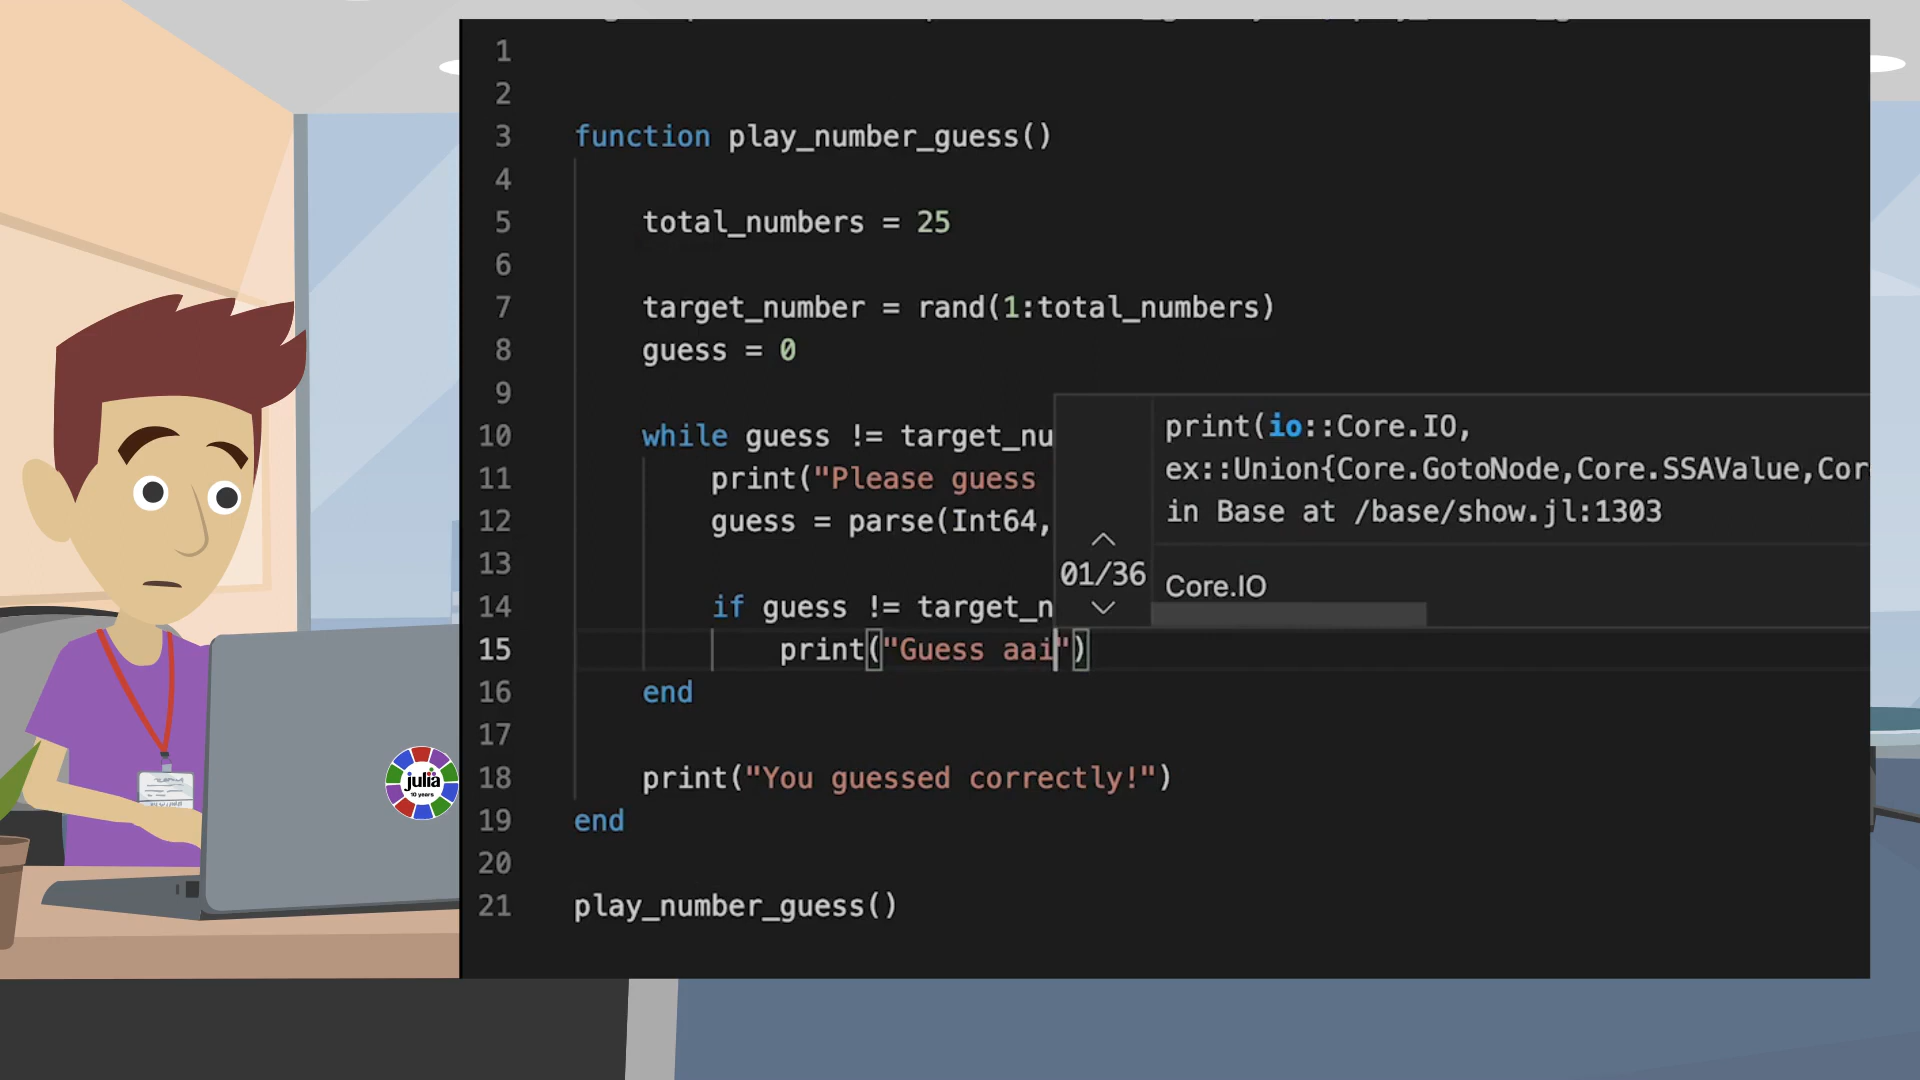 1
2
3 function play_number_guess()
4
5 total_numbers = 25
6
7 target_number = rand(1:total_numbers)
8 guess = 0
9
10 while guess != target_nu
11 print("Please guess
12 guess = parse(Int64,
13
14 if guess != target_n
15 print("Guess aai")
16 end
17
18 print("You guessed correctly!")
19 end
20
21 play_number_guess()
print(io::Core.IO,
ex::Union{Core.GotoNode,Core.SSAValue,Cor
in Base at /base/show.jl:1303
01/36
Core.IO
julia
10 years